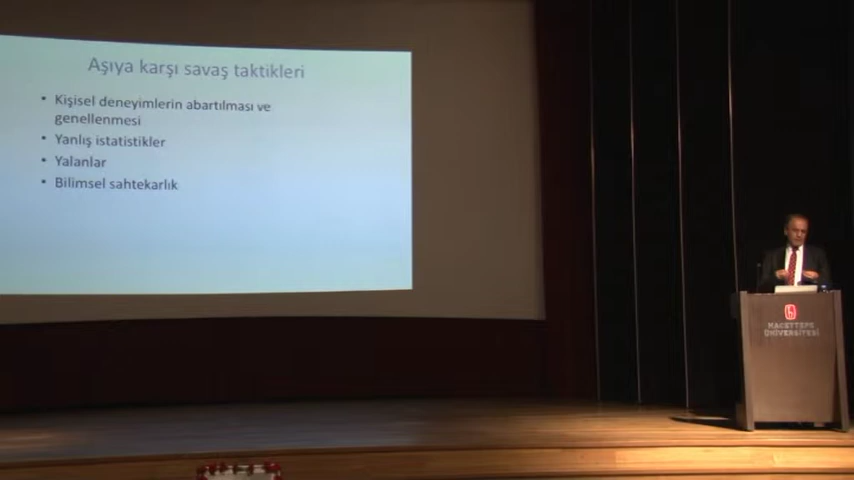 Aşıya karşı savaş taktikleri
• Kişisel deneyimlerin abartılması ve
genellenmesi
• Yanlış istatistikler
• Yalanlar
• Bilimsel sahtekarlık
HACETTEPE
ÜNİVERSİTESİ